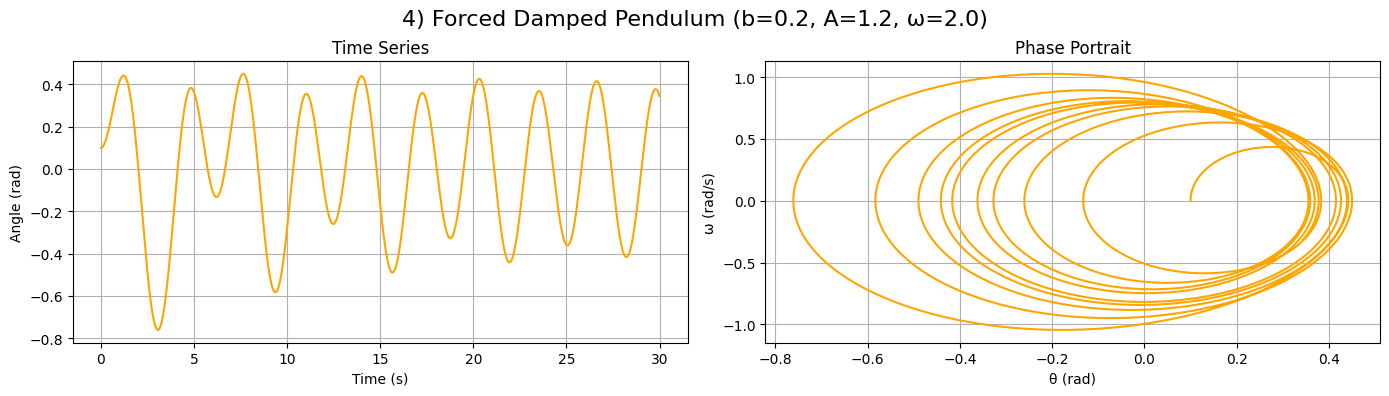 4) Forced Damped Pendulum (b=0.2, A=1.2, ω=2.0)
Time Series
Angle (rad)
0.4
0.2
0.0
−0.2
−0.4
−0.6
−0.8
0 5 10 15 20 25 30
Time (s)
Phase Portrait
ω (rad/s)
1.0
0.5
0.0
−0.5
−1.0
−0.8 −0.6 −0.4 −0.2 0.0 0.2 0.4
θ (rad)